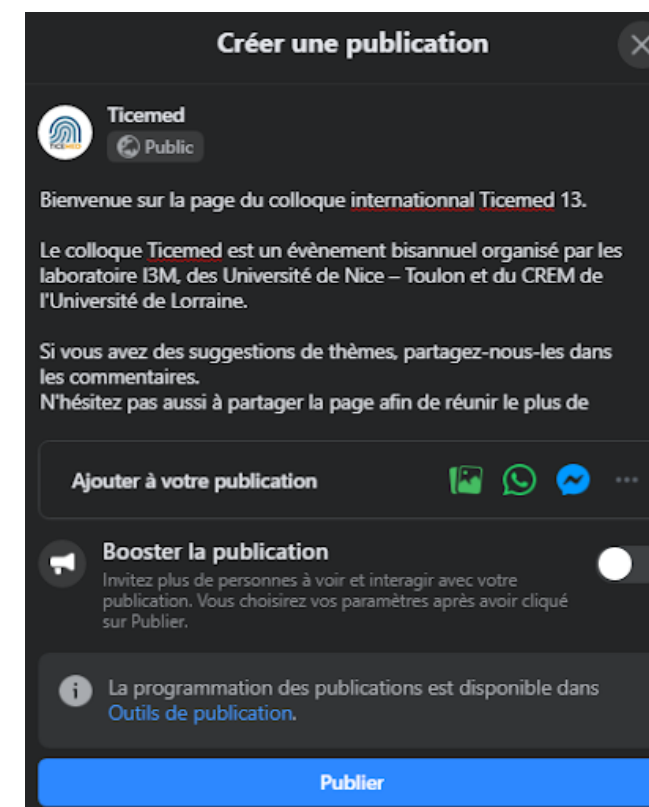 Créer une publication
Ticemed
Public
Bienvenue sur la page du colloque internationnal Ticemed 13.
Le colloque Ticemed est un évènement bisannuel organisé par les
laboratoire I3M, des Université de Nice – Toulon et du CREM de
l'Université de Lorraine.
Si vous avez des suggestions de thèmes, partagez-nous-les dans
les commentaires.
N'hésitez pas aussi à partager la page afin de réunir le plus de
Ajouter à votre publication
Booster la publication
Invitez plus de personnes à voir et interagir avec votre
publication. Vous choisirez vos paramètres après avoir cliqué
sur Publier.
La programmation des publications est disponible dans
Outils de publication.
Publier